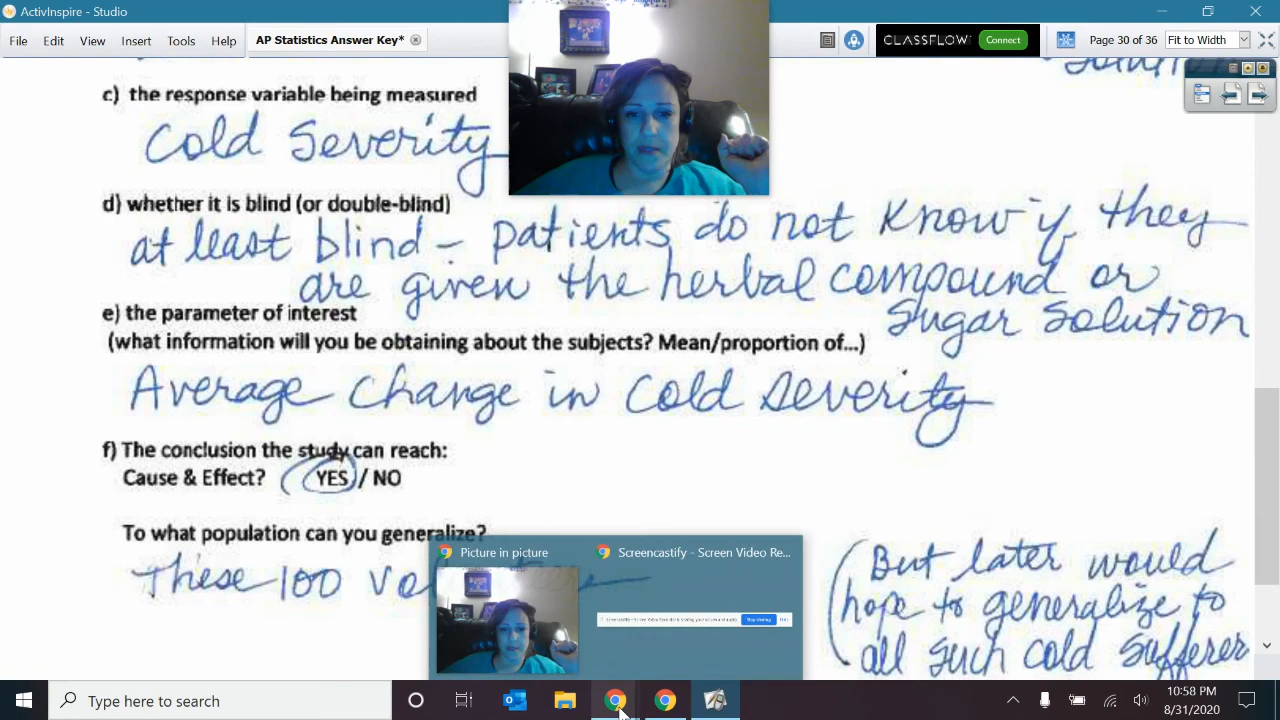 ActivInspire - Studio
File Edit View Insert Tools Help AP Statistics Answer Key* CLASSFLOW Connect Page 30 of 36 Fit to Width
c) the response variable being measured
Cold Severity
d) whether it is blind (or double-blind)
at least blind - patients do not know if they
are given the herbal compound or
sugar solution
e) the parameter of interest
(what information will you be obtaining about the subjects? Mean/proportion of...)
Average change in cold severity
f) The conclusion the study can reach:
Cause & Effect? YES / NO
To what population can you generalize?
These 100
(But later would
hope to generalize to
all such cold sufferer
Picture in picture Screencastify - Screen Video Re...
Stop sharing
Type here to search
10:58 PM
8/31/2020